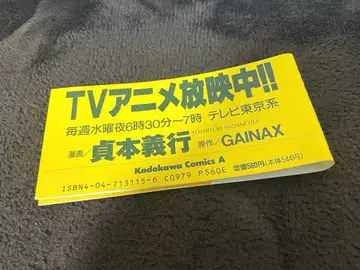 TVアニメ放映中!!
毎週水曜夜6時30分〜7時 テレビ東京系
YOSHIYUKI SADAMOTO
漫画/貞本義行 原作/GAINAX
Kadokawa Comics A
ISBN4-04-713115-6 C0979 P560E 定価560円(本体544円)